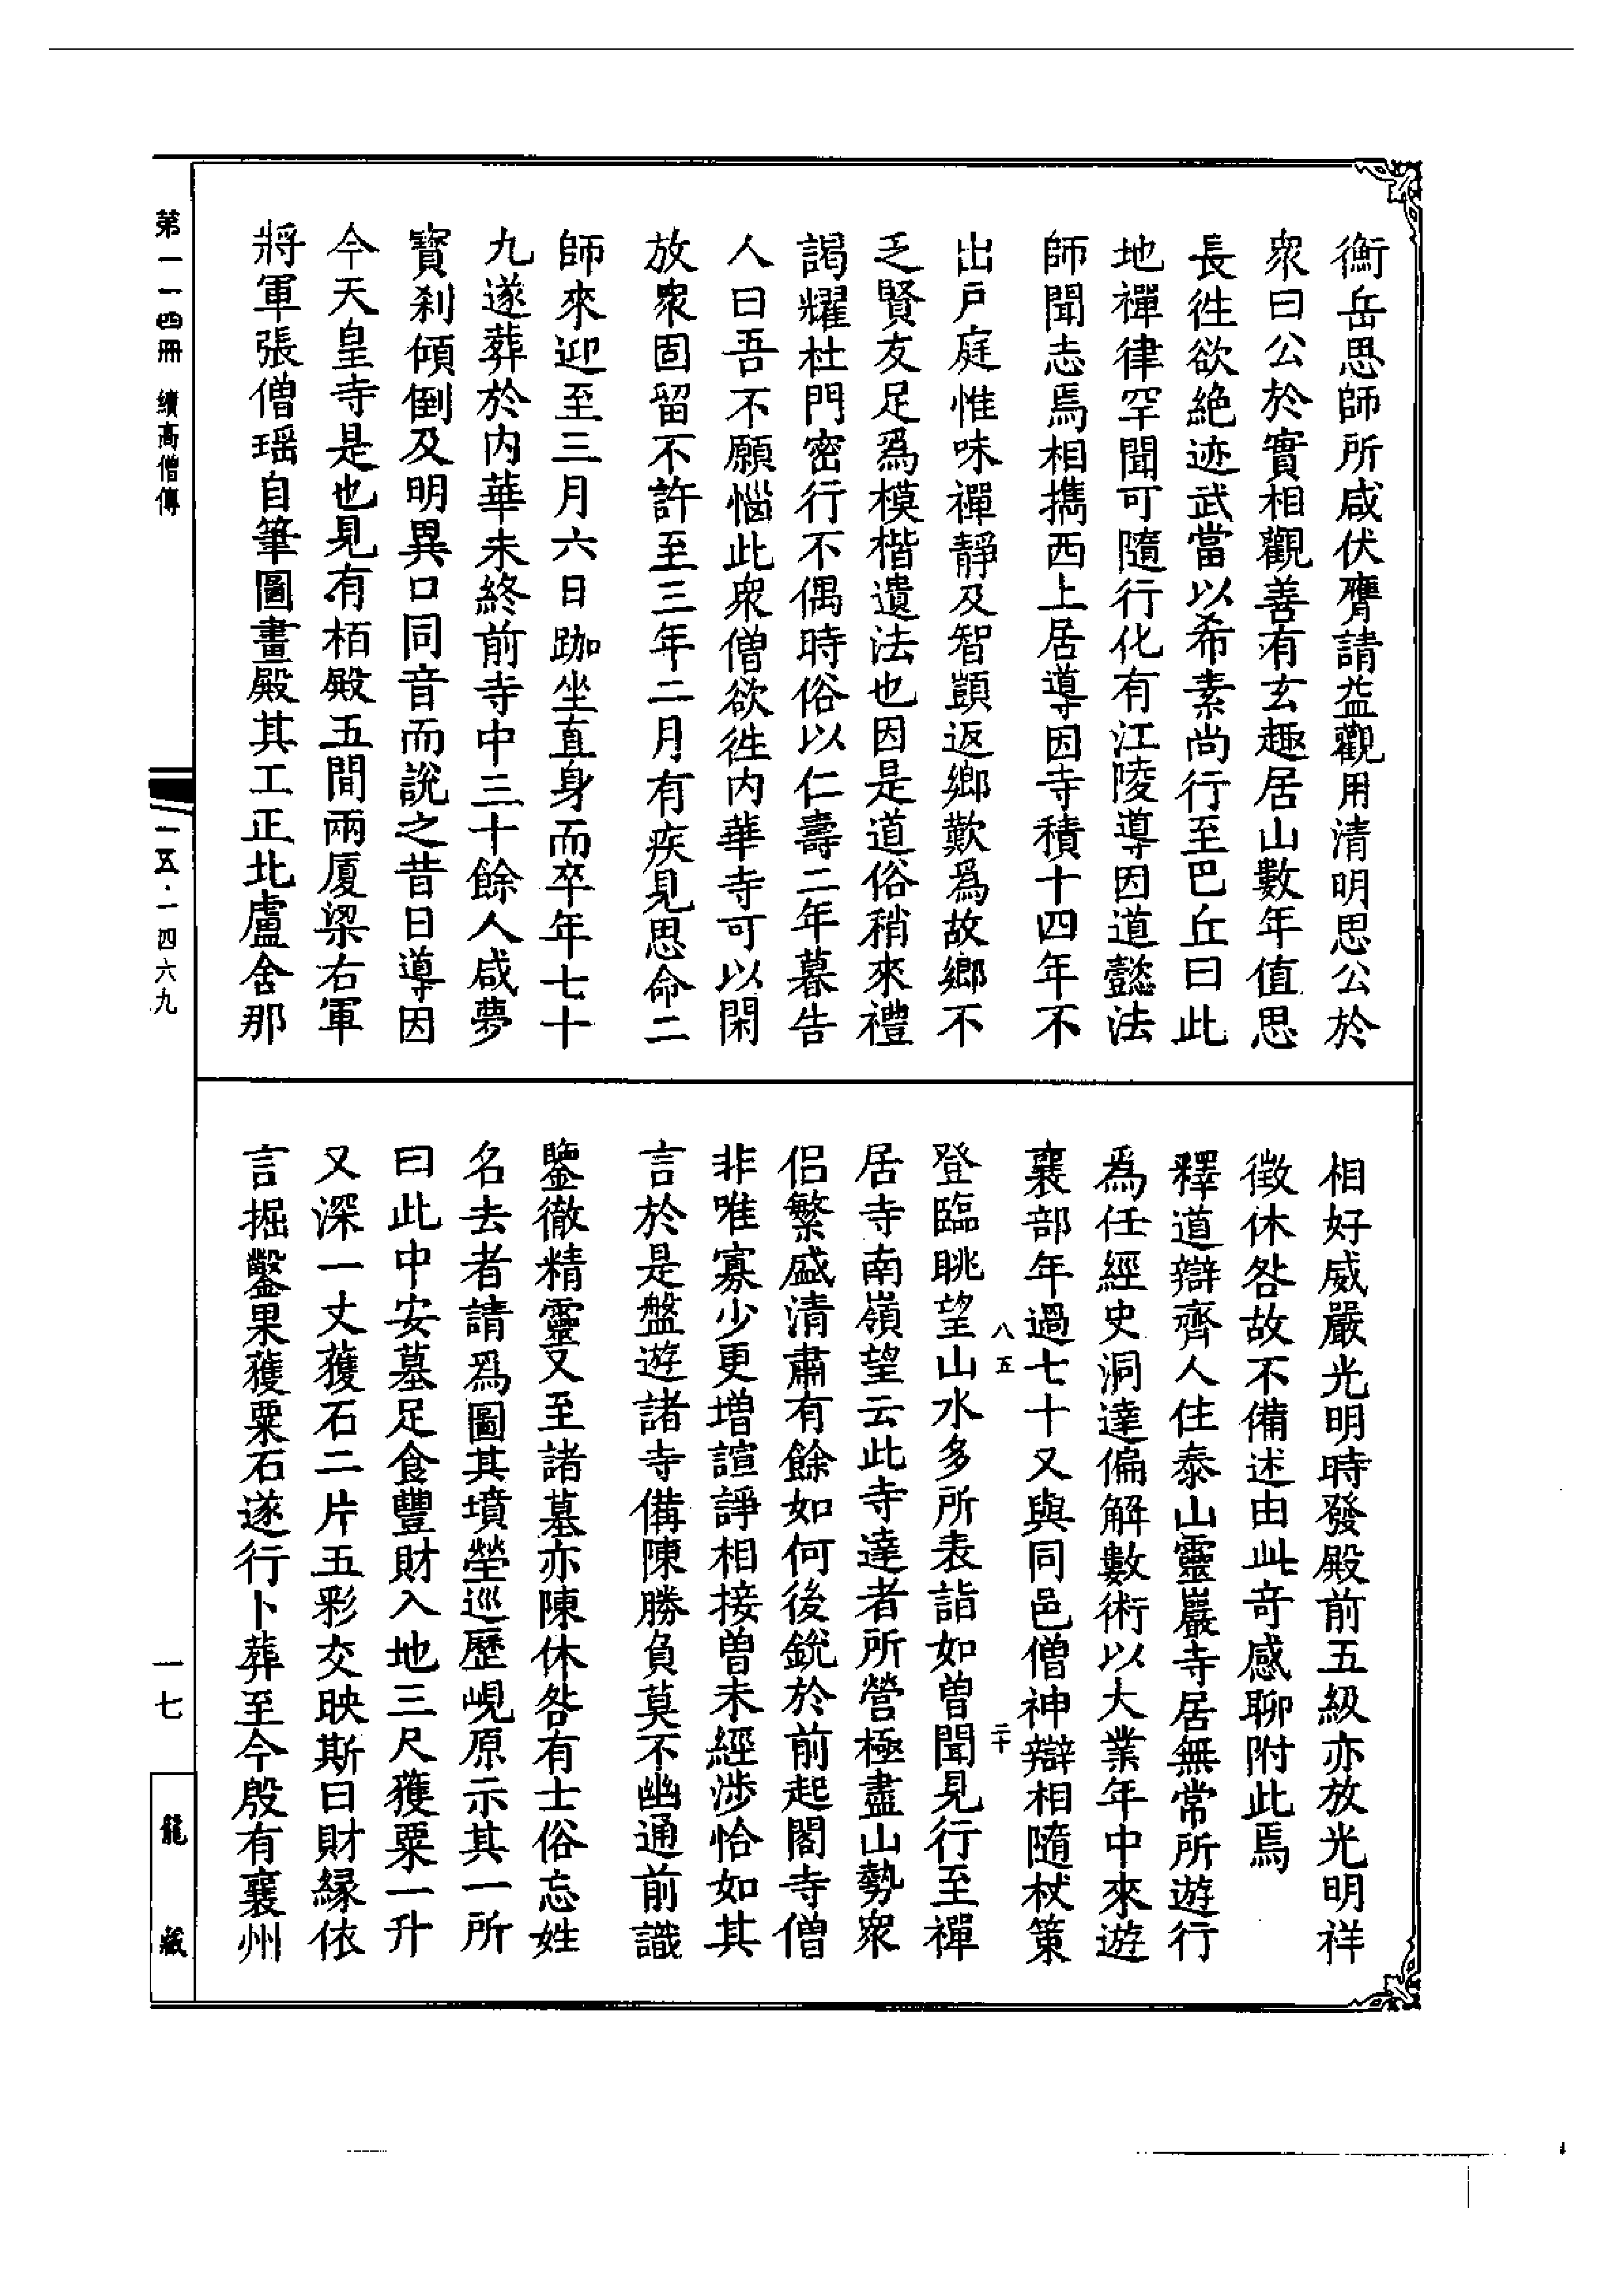 衡岳思師所咸伏膺請益觀用清明思公於
衆曰公於實相觀善有玄趣居山數年值思
長徃欲絶迹武當以希素尚行至巴丘曰此
地禪律罕聞可隨行化有江陵導因道懿法
師聞志焉相攜西上居導因寺積十四年不
出戸庭惟味禪靜及智顗返鄉歎爲故鄉不
乏賢友足爲模楷遺法也因是道俗稍來禮
謁耀杜門密行不偶時俗以仁壽二年暮告
人曰吾不願惱此衆僧欲徃内華寺可以閑
放衆固留不許至三年二月有疾見思命二
師來迎至三月六日跏坐直身而卒年七十
九遂葬於内華未終前寺中三十餘人咸夢
寳刹傾倒及明異口同音而說之昔日導因
今天皇寺是也見有栢殿五間兩厦梁右軍
將軍張僧瑶自筆圖畫殿其工正北盧舍那
相好威嚴光明時發殿前五級亦放光明祥
徵休咎故不備述由此竒感聊附此焉
釋道辯齊人住泰山靈巖寺居無常所遊行
爲任經史洞達偏解數術以大業年中來遊
襄部年過七十又與同邑僧神辯相隨杖策
八五
二十
登臨眺望山水多所表詣如曽聞見行至禪
居寺南嶺望云此寺達者所營極盡山勢衆
侣繁盛清肅有餘如何後銳於前起閣寺僧
非唯寡少更增諠諍相接曽未經涉恰如其
言於是盤遊諸寺備陳勝負莫不幽通前識
鑒徹精靈又至諸墓亦陳休咎有士俗忘姓
名去者請爲圖其墳塋巡歷峴原示其一所
曰此中安墓足食豐財入地三尺獲粟一升
又深一丈獲石二片五彩交映斯曰財緣依
言掘鑿果獲粟石遂行卜葬至今殷有襄州
第一一四冊 續高僧傳
一五·一四六九
一七
龍藏